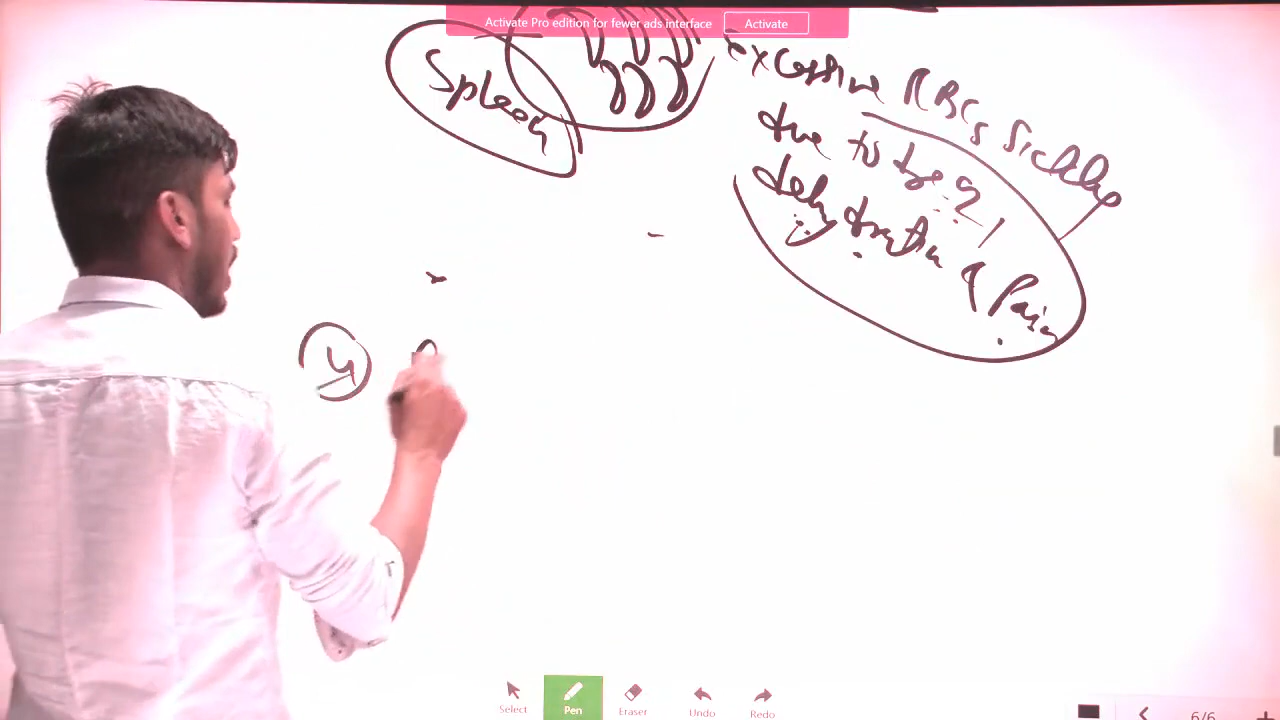 Activate Pro edition for fewer ads interface
Activate
Spleen
excessive RBCs Sickling
due to
dehydration & Pain
4
Select
Pen
Eraser
Undo
Redo
6/6